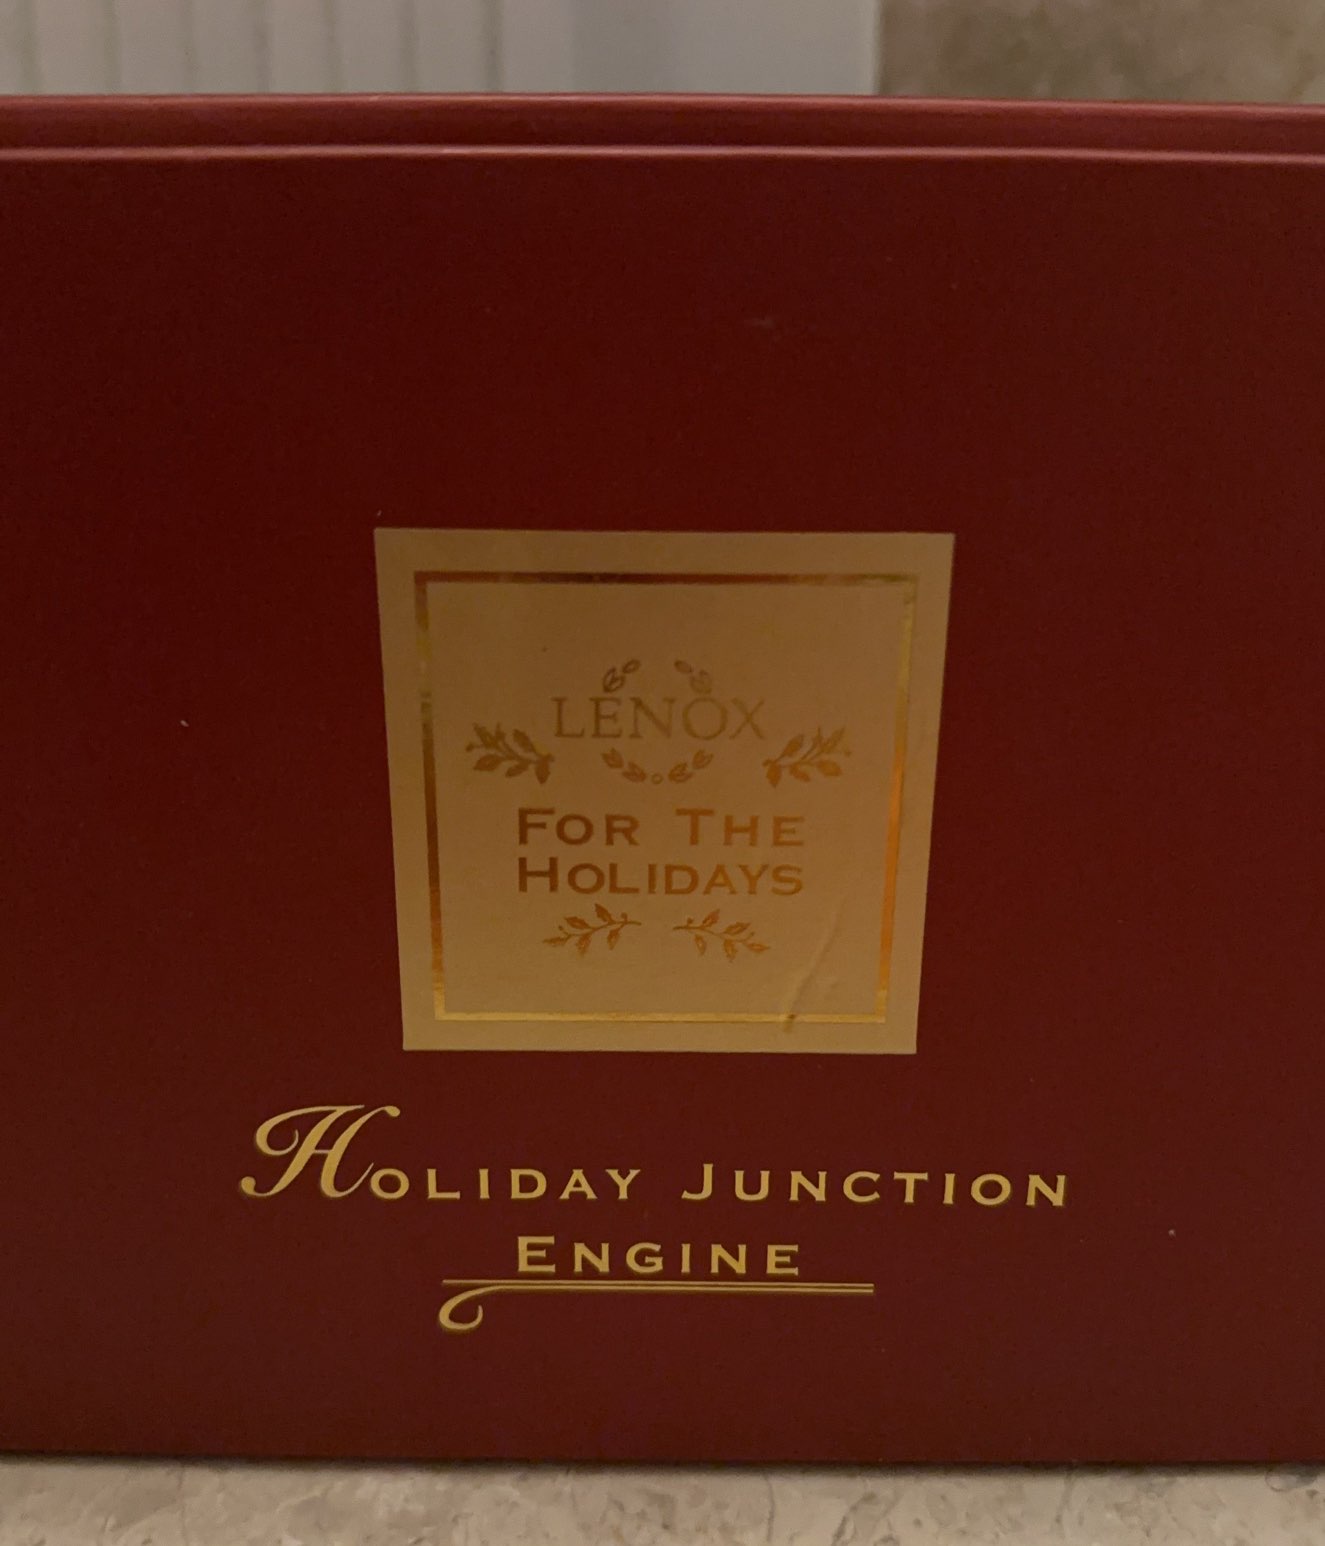 LENOX
FOR THE
HOLIDAYS
HOLIDAY JUNCTION
ENGINE